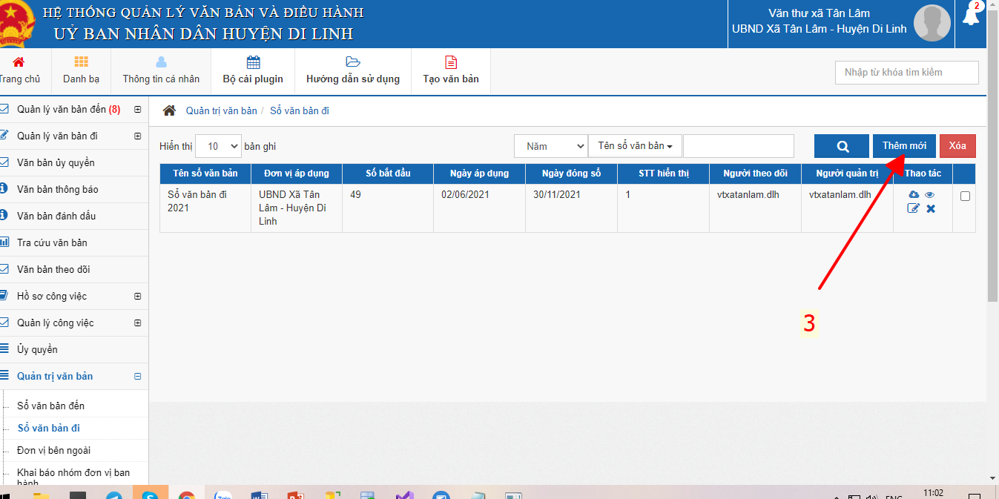 HỆ THỐNG QUẢN LÝ VĂN BẢN VÀ ĐIỀU HÀNH
UỶ BAN NHÂN DÂN HUYỆN DI LINH
Văn thư xã Tân Lâm
UBND Xã Tân Lâm - Huyện Di Linh
2
Trang chủ
Danh bạ
Thông tin cá nhân
Bộ cài plugin
Hướng dẫn sử dụng
Tạo văn bản
Nhập từ khóa tìm kiếm
Quản lý văn bản đến (8)
Quản lý văn bản đi
Văn bản ủy quyền
Văn bản thông báo
Văn bản đánh dấu
Tra cứu văn bản
Văn bản theo dõi
Hồ sơ công việc
Quản lý công việc
Ủy quyền
Quản trị văn bản
Sổ văn bản đến
Sổ văn bản đi
Đơn vị bên ngoài
Khai báo nhóm đơn vị ban
hành
Quản trị văn bản / Sổ văn bản đi
Hiển thị 10 bản ghi
Năm
Tên sổ văn bản
Thêm mới
Xóa
Tên sổ văn bản Đơn vị áp dụng Số bắt đầu Ngày áp dụng Ngày đóng sổ STT hiển thị Người theo dõi Người quản trị Thao tác
Sổ văn bản đi UBND Xã Tân 49 02/06/2021 30/11/2021 1 vtxatanlam.dlh vtxatanlam.dlh
2021 Lâm - Huyện Di
Linh
3
Zalo
ENG
11:02